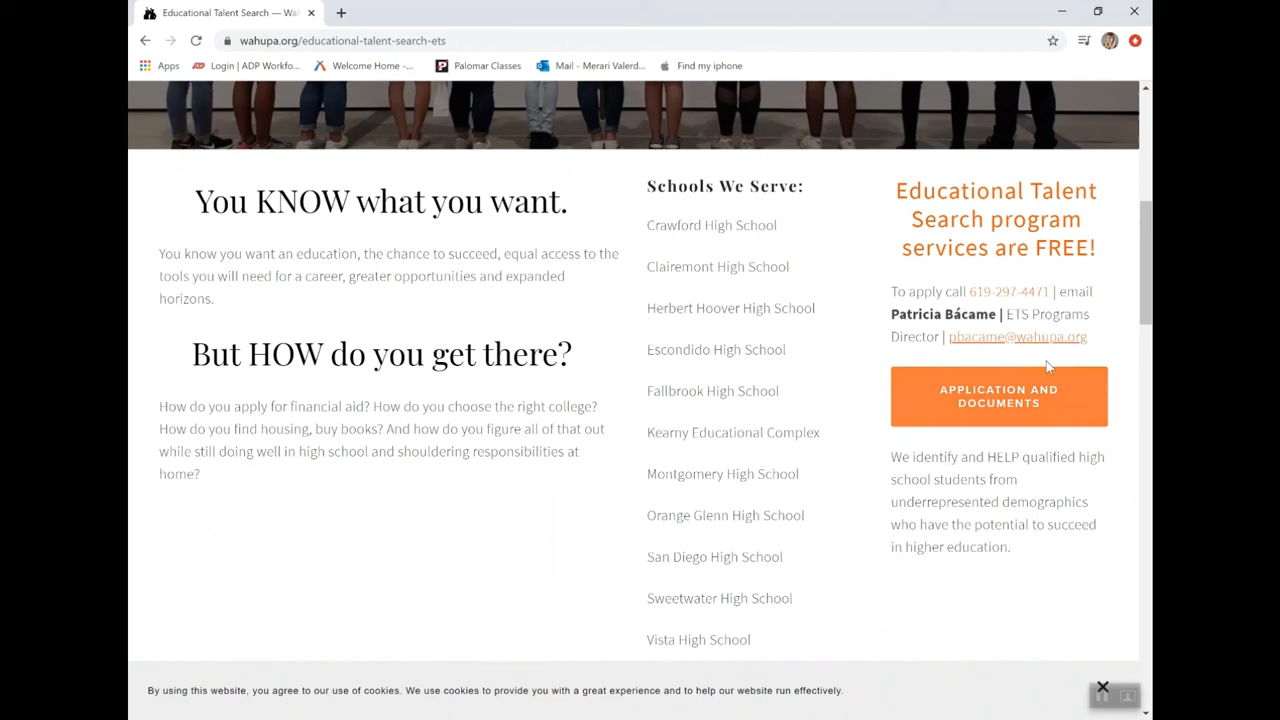 Educational Talent Search — Wah
wahupa.org/educational-talent-search-ets
Apps
Login | ADP Workfo...
Welcome Home -...
Palomar Classes
Mail - Merari Valerd...
Find my iphone
You KNOW what you want.
You know you want an education, the chance to succeed, equal access to the
tools you will need for a career, greater opportunities and expanded
horizons.
But HOW do you get there?
How do you apply for financial aid? How do you choose the right college?
How do you find housing, buy books? And how do you figure all of that out
while still doing well in high school and shouldering responsibilities at
home?
Schools We Serve:
Crawford High School
Clairemont High School
Herbert Hoover High School
Escondido High School
Fallbrook High School
Kearny Educational Complex
Montgomery High School
Orange Glenn High School
San Diego High School
Sweetwater High School
Vista High School
Educational Talent
Search program
services are FREE!
To apply call 619-297-4471 | email
Patricia Bácame | ETS Programs
Director | pbacame@wahupa.org
APPLICATION AND
DOCUMENTS
We identify and HELP qualified high
school students from
underrepresented demographics
who have the potential to succeed
in higher education.
By using this website, you agree to our use of cookies. We use cookies to provide you with a great experience and to help our website run effectively.